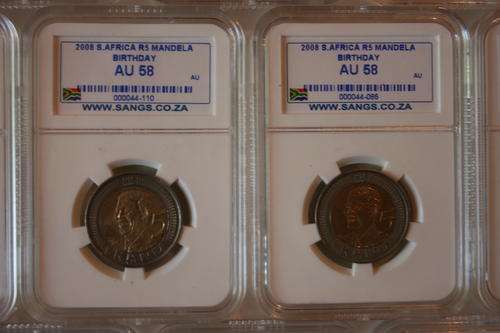 2008 S.AFRICA R5 MANDELA
BIRTHDAY
AU 58
AU
000044-110
WWW.SANGS.CO.ZA
2008 S.AFRICA R5 MANDELA
BIRTHDAY
AU 58
AU
000044-086
WWW.SANGS.CO.ZA